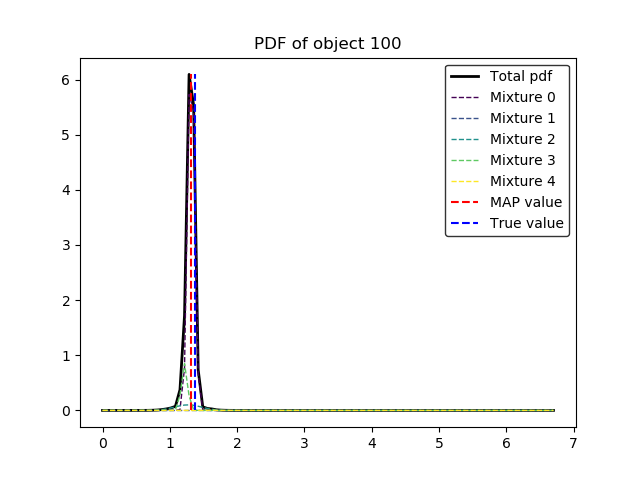 PDF of object 100
Total pdf
Mixture 0
Mixture 1
Mixture 2
Mixture 3
Mixture 4
MAP value
True value
6
5
4
3
2
1
0
0 1 2 3 4 5 6 7